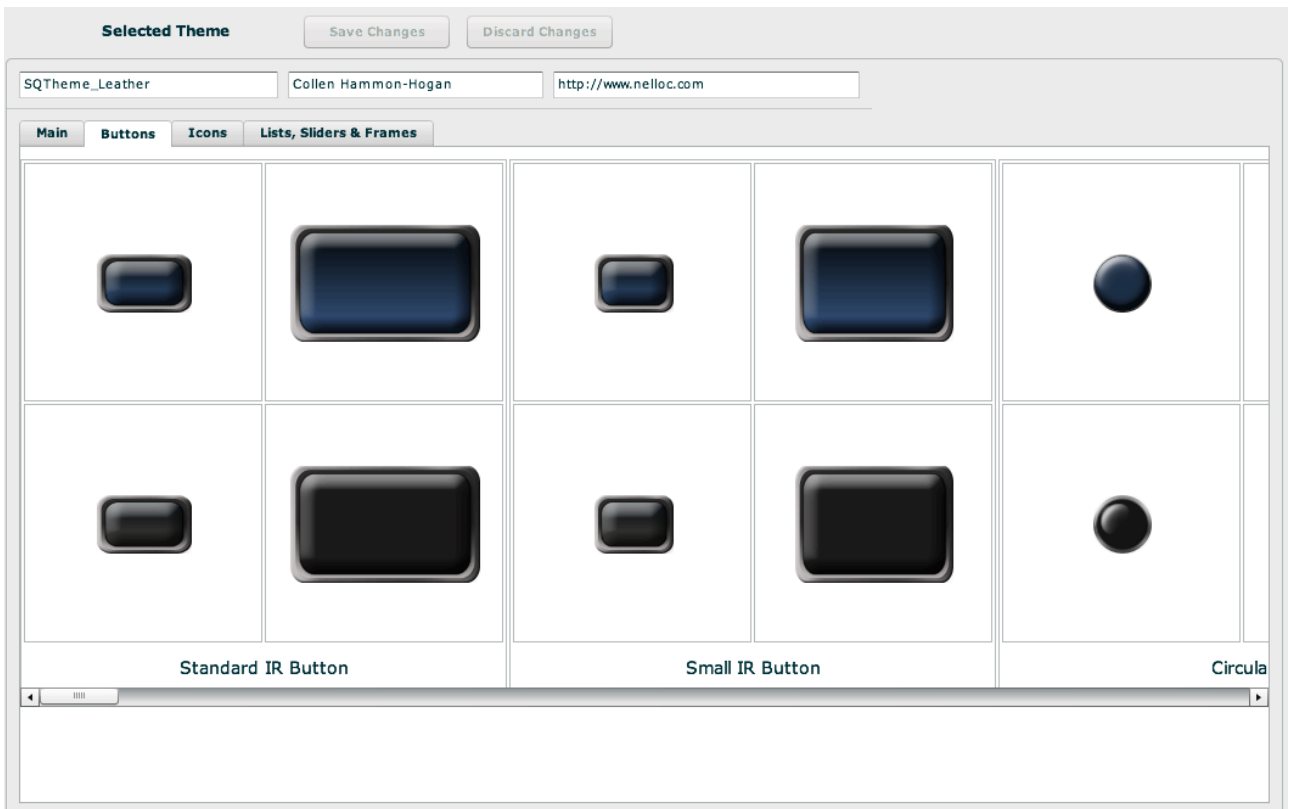 Selected Theme Save Changes Discard Changes
SQTheme_Leather Collen Hammon-Hogan http://www.nelloc.com
Main Buttons Icons Lists, Sliders & Frames
Standard IR Button Small IR Button Circula